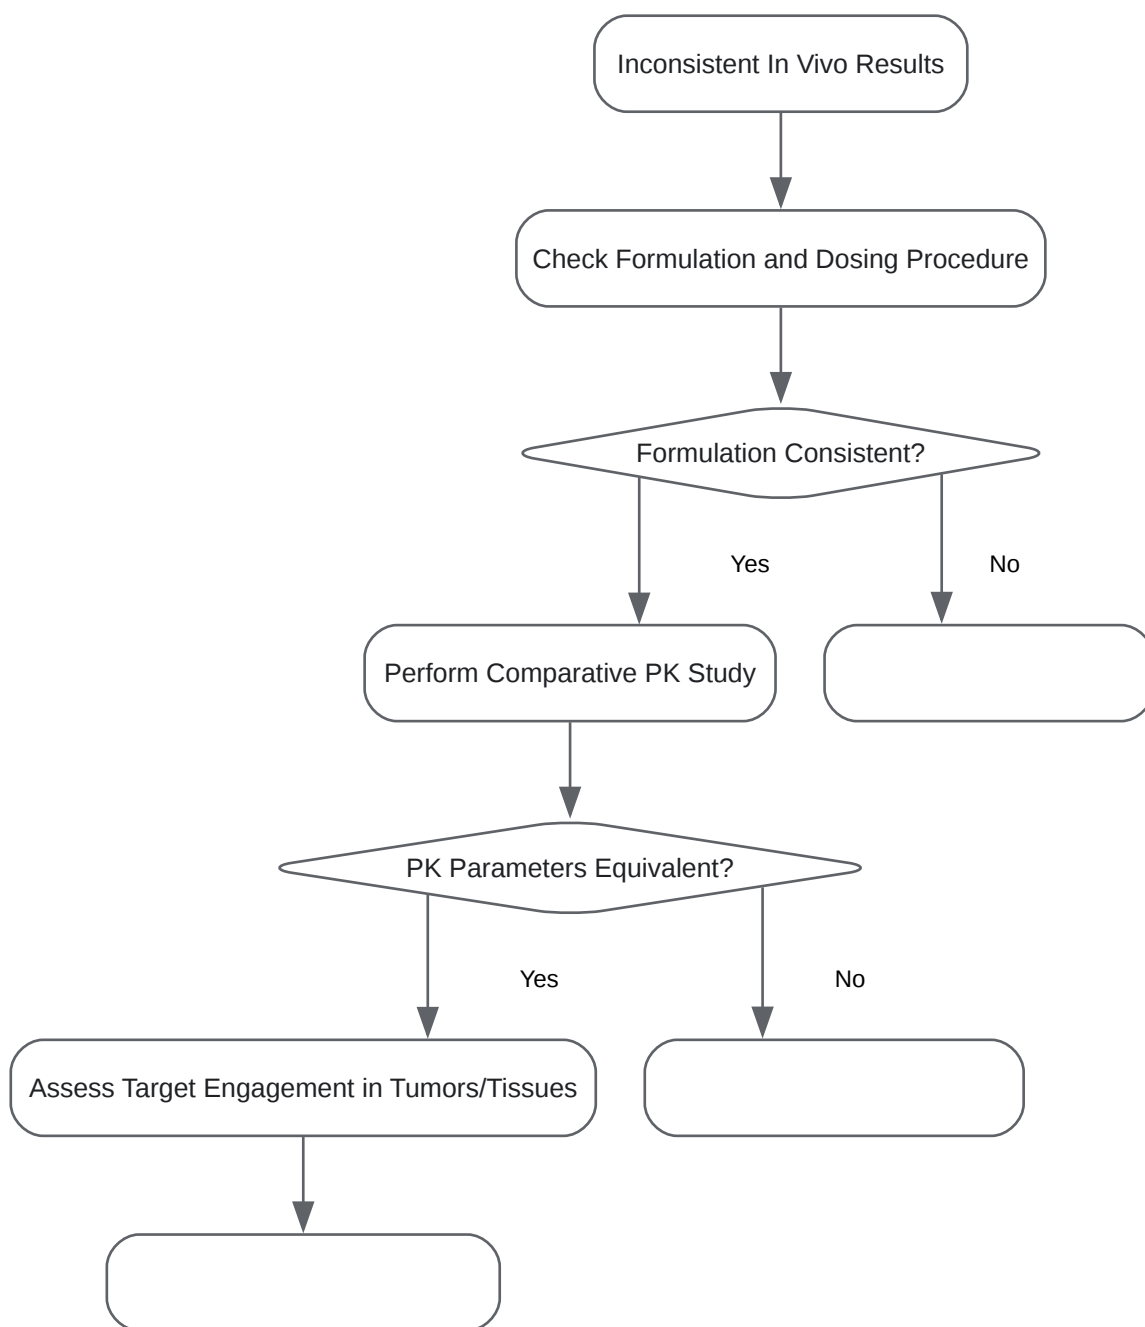 Inconsistent In Vivo Results
Check Formulation and Dosing Procedure
Formulation Consistent?
Yes
No
Perform Comparative PK Study
PK Parameters Equivalent?
Yes
No
Assess Target Engagement in Tumors/Tissues